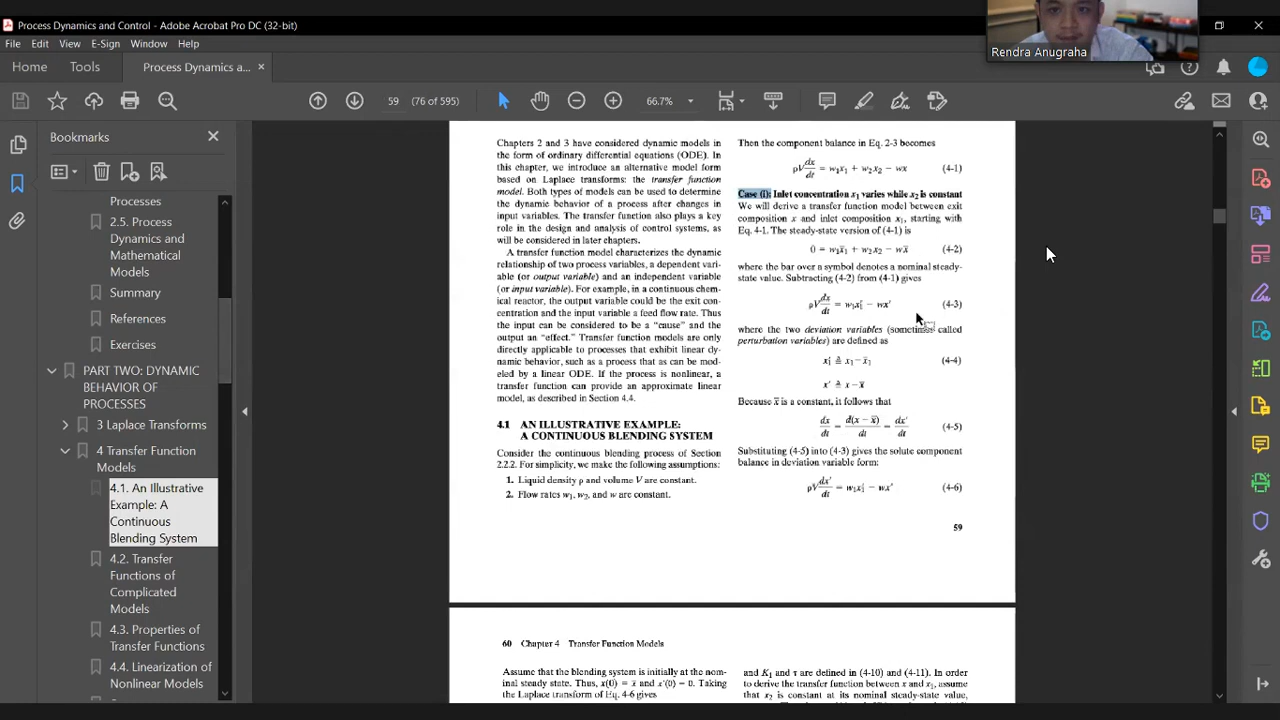 Process Dynamics and Control - Adobe Acrobat Pro DC (32-bit)
File Edit View E-Sign Window Help
Rendra Anugraha
Home Tools Process Dynamics a... ×
59 (76 of 595) 66.7%
Bookmarks
Processes
2.5. Process
Dynamics and
Mathematical
Models
Summary
References
Exercises
PART TWO: DYNAMIC
BEHAVIOR OF
PROCESSES
3 Laplace Transforms
4 Transfer Function
Models
4.1. An Illustrative
Example: A
Continuous
Blending System
4.2. Transfer
Functions of
Complicated
Models
4.3. Properties of
Transfer Functions
4.4. Linearization of
Nonlinear Models
Chapters 2 and 3 have considered dynamic models in
the form of ordinary differential equations (ODE). In
this chapter, we introduce an alternative model form
based on Laplace transforms: the transfer function
model. Both types of models can be used to determine
the dynamic behavior of a process after changes in
input variables. The transfer function also plays a key
role in the design and analysis of control systems, as
will be considered in later chapters.
A transfer function model characterizes the dynamic
relationship of two process variables, a dependent vari-
able (or output variable) and an independent variable
(or input variable). For example, in a continuous chem-
ical reactor, the output variable could be the exit con-
centration and the input variable a feed flow rate. Thus
the input can be considered to be a “cause” and the
output an “effect.” Transfer function models are only
directly applicable to processes that exhibit linear dy-
namic behavior, such as a process that can be mod-
eled by a linear ODE. If the process is nonlinear, a
transfer function can provide an approximate linear
model, as described in Section 4.4.
4.1 AN ILLUSTRATIVE EXAMPLE:
A CONTINUOUS BLENDING SYSTEM
Consider the continuous blending process of Section
2.2.2. For simplicity, we make the following assumptions:
1. Liquid density ρ and volume V are constant.
2. Flow rates w₁, w₂, and w are constant.
Then the component balance in Eq. 2-3 becomes
ρV dx/dt = w₁x₁ + w₂x₂ − wx (4-1)
Case (i): Inlet concentration x₁ varies while x₂ is constant
We will derive a transfer function model between exit
composition x and inlet composition x₁, starting with
Eq. 4-1. The steady-state version of (4-1) is
0 = w₁x̄₁ + w₂x₂ − wx̄ (4-2)
where the bar over a symbol denotes a nominal steady-
state value. Subtracting (4-2) from (4-1) gives
ρV dx/dt = w₁x₁′ − wx′ (4-3)
where the two deviation variables (sometimes called
perturbation variables) are defined as
x₁′ ≜ x₁ − x̄₁ (4-4)
x′ ≜ x − x̄
Because x̄ is a constant, it follows that
dx/dt = d(x − x̄)/dt = dx′/dt (4-5)
Substituting (4-5) into (4-3) gives the solute component
balance in deviation variable form:
ρV dx′/dt = w₁x₁′ − wx′ (4-6)
59
60 Chapter 4 Transfer Function Models
Assume that the blending system is initially at the nom-
inal steady state. Thus, x(0) = x̄ and x′(0) = 0. Taking
the Laplace transform of Eq. 4-6 gives
and K₁ and τ are defined in (4-10) and (4-11). In order
to derive the transfer function between x and x₁, assume
that x₂ is constant at its nominal steady-state value,